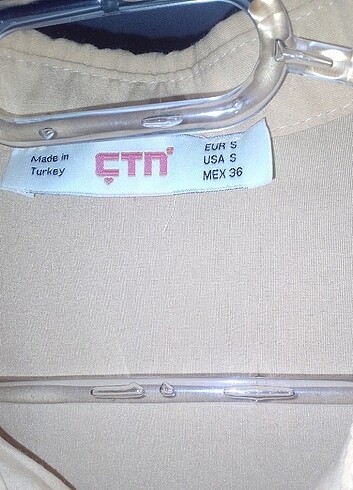 Made in
Turkey
ÇTN
EUR S
USA S
MEX 36